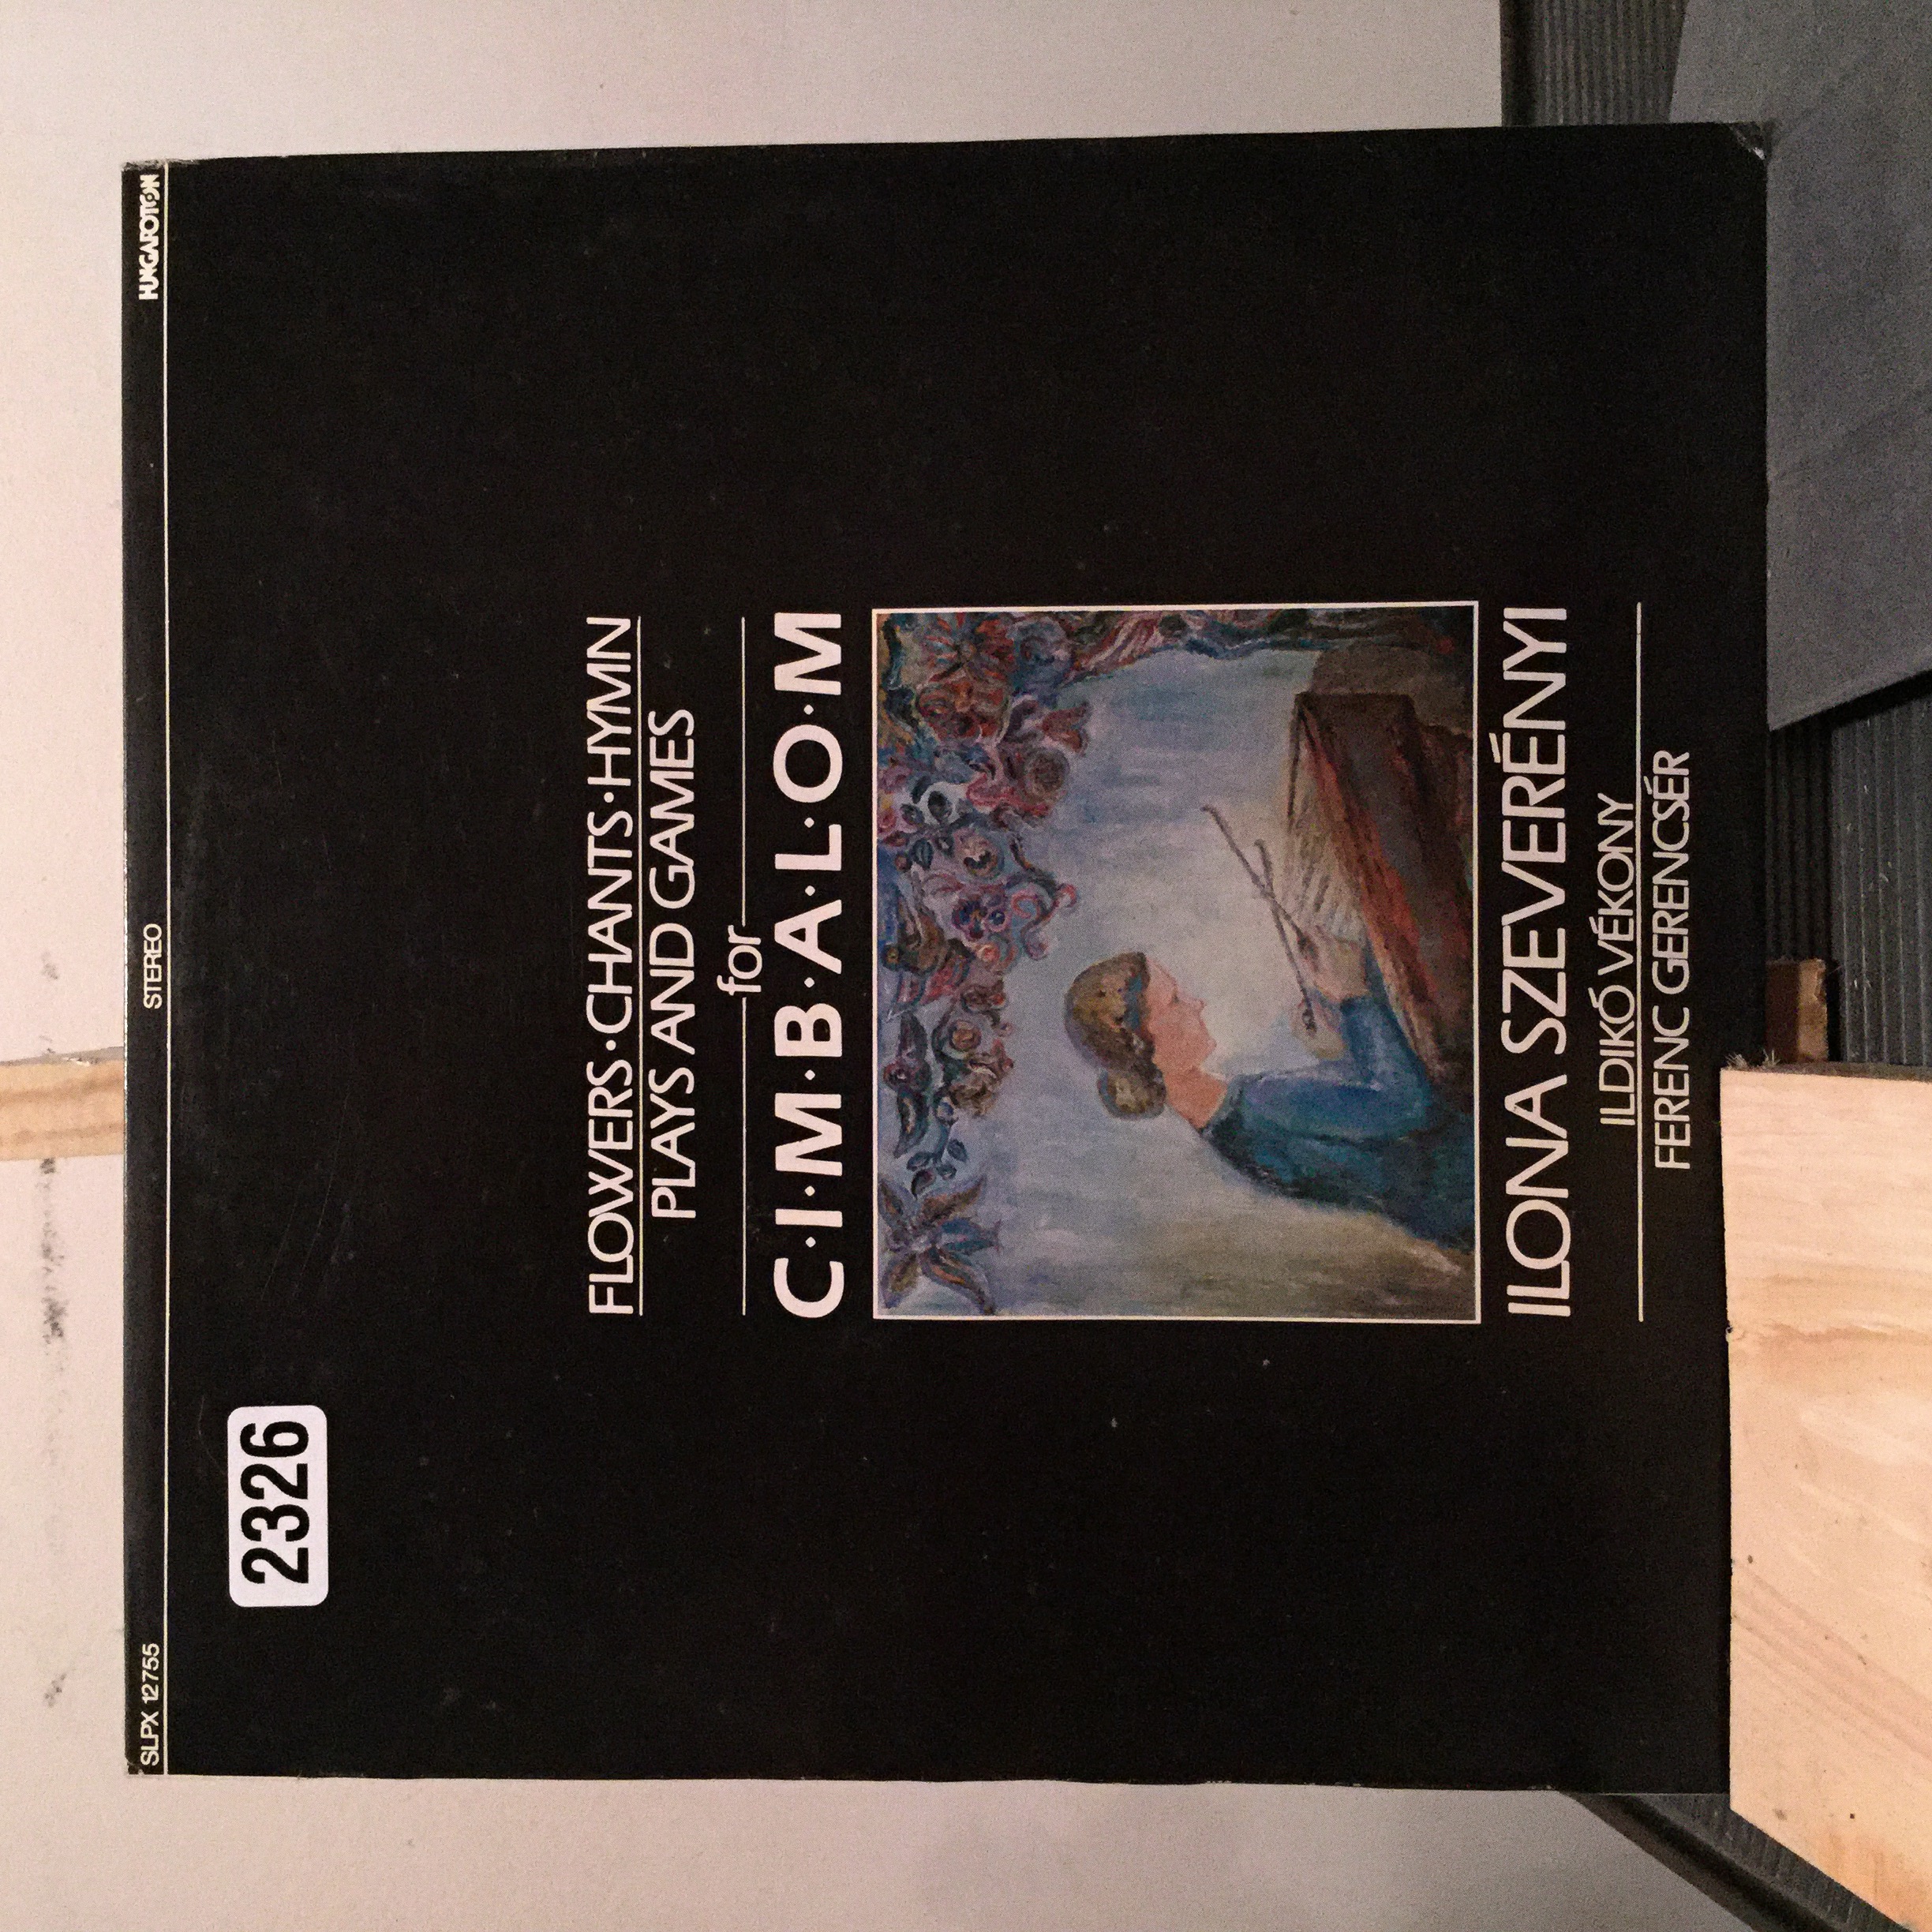 SLPX 12755 STEREO HUNGAROTON
2326
FLOWERS·CHANTS·HYMN
PLAYS AND GAMES
for
C·I·M·B·A·L·O·M
ILONA SZEVERÉNYI
ILDIKÓ VÉKONY
FERENC GERENCSÉR